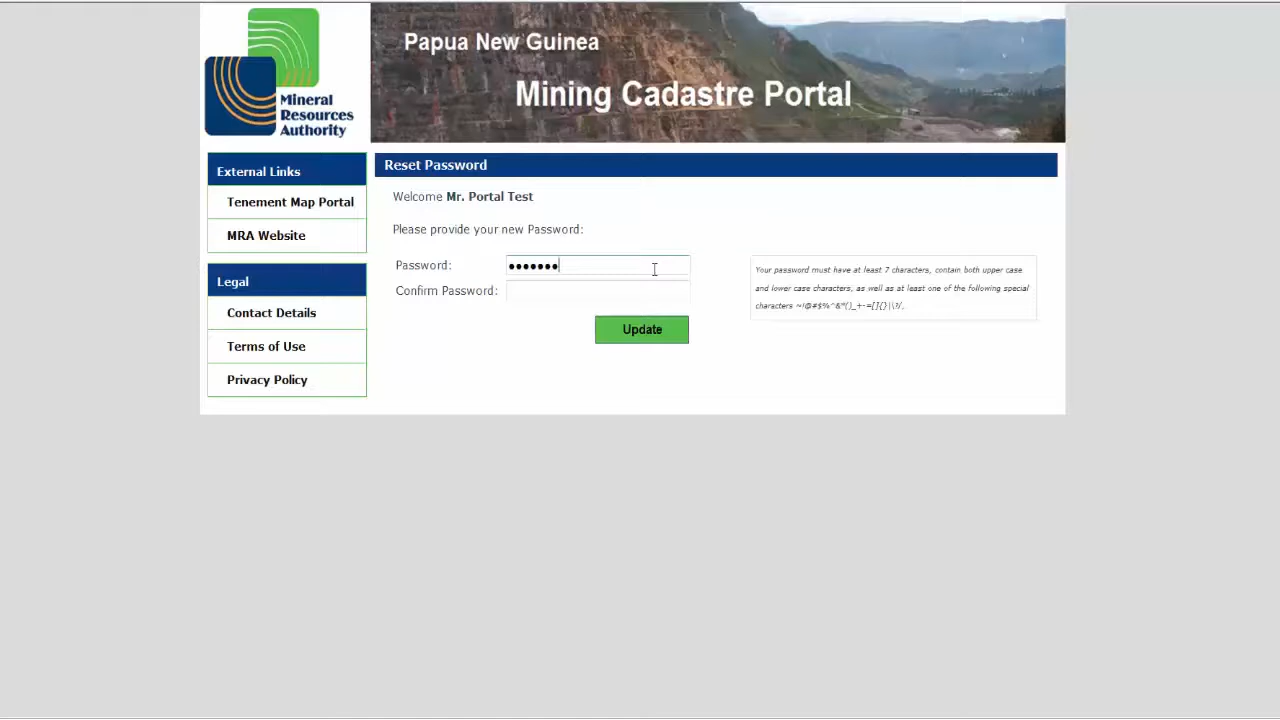 Mineral
Resources
Authority
Papua New Guinea
Mining Cadastre Portal
External Links
Tenement Map Portal
MRA Website
Legal
Contact Details
Terms of Use
Privacy Policy
Reset Password
Welcome Mr. Portal Test
Please provide your new Password:
Password: •••••••
Confirm Password:
Update
Your password must have at least 7 characters, contain both upper case
and lower case characters, as well as at least one of the following special
characters ~!@#$%^&*()_+-=[]{}|\?/.